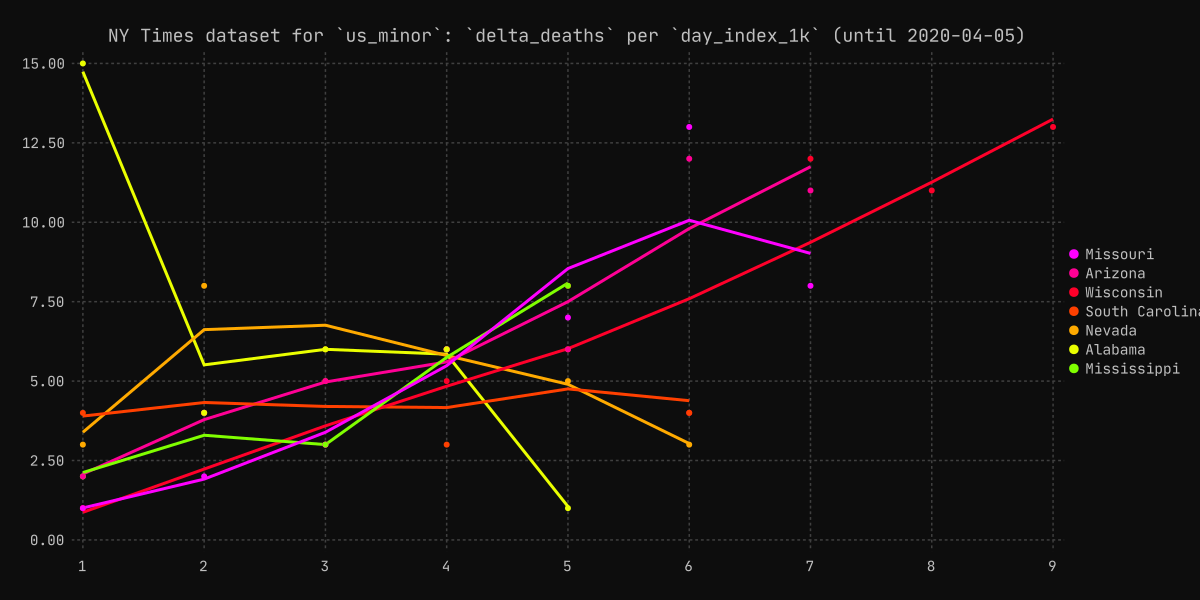 NY Times dataset for `us_minor`: `delta_deaths` per `day_index_1k` (until 2020-04-05)
15.00
12.50
10.00
7.50
5.00
2.50
0.00
1 2 3 4 5 6 7 8 9
Missouri
Arizona
Wisconsin
South Carolina
Nevada
Alabama
Mississippi